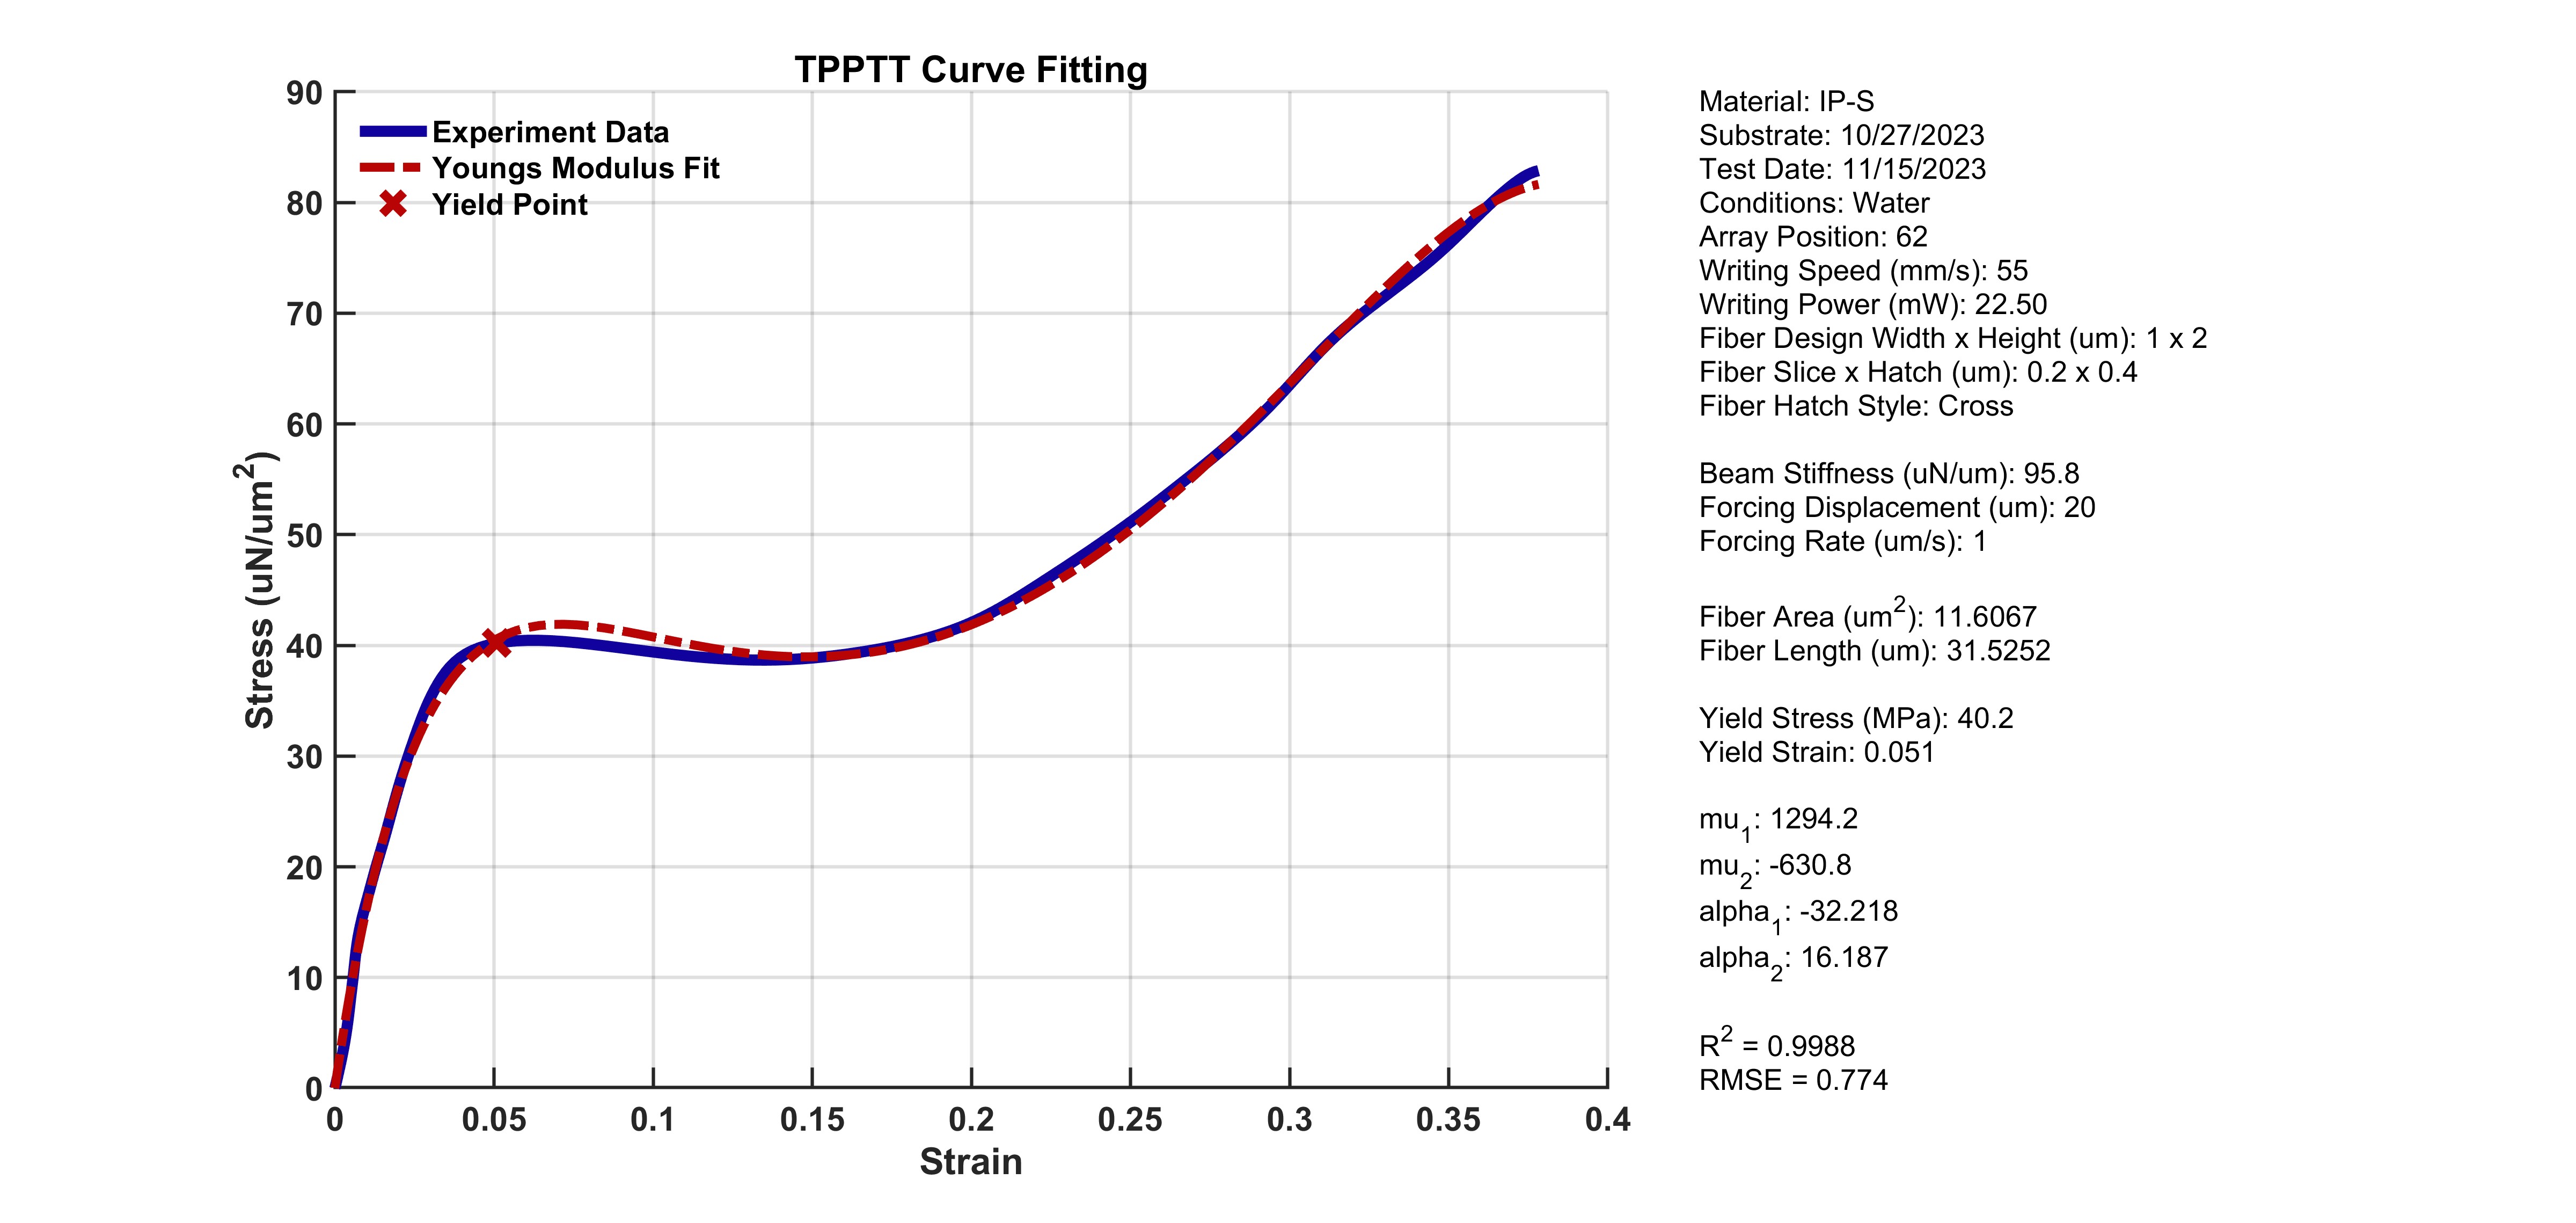 TPPTT Curve Fitting
90
80
70
60
50
40
30
20
10
0
Stress (uN/um²)
Experiment Data
Youngs Modulus Fit
Yield Point
0 0.05 0.1 0.15 0.2 0.25 0.3 0.35 0.4
Strain
Material: IP-S
Substrate: 10/27/2023
Test Date: 11/15/2023
Conditions: Water
Array Position: 62
Writing Speed (mm/s): 55
Writing Power (mW): 22.50
Fiber Design Width x Height (um): 1 x 2
Fiber Slice x Hatch (um): 0.2 x 0.4
Fiber Hatch Style: Cross
Beam Stiffness (uN/um): 95.8
Forcing Displacement (um): 20
Forcing Rate (um/s): 1
Fiber Area (um²): 11.6067
Fiber Length (um): 31.5252
Yield Stress (MPa): 40.2
Yield Strain: 0.051
mu₁: 1294.2
mu₂: -630.8
alpha₁: -32.218
alpha₂: 16.187
R² = 0.9988
RMSE = 0.774